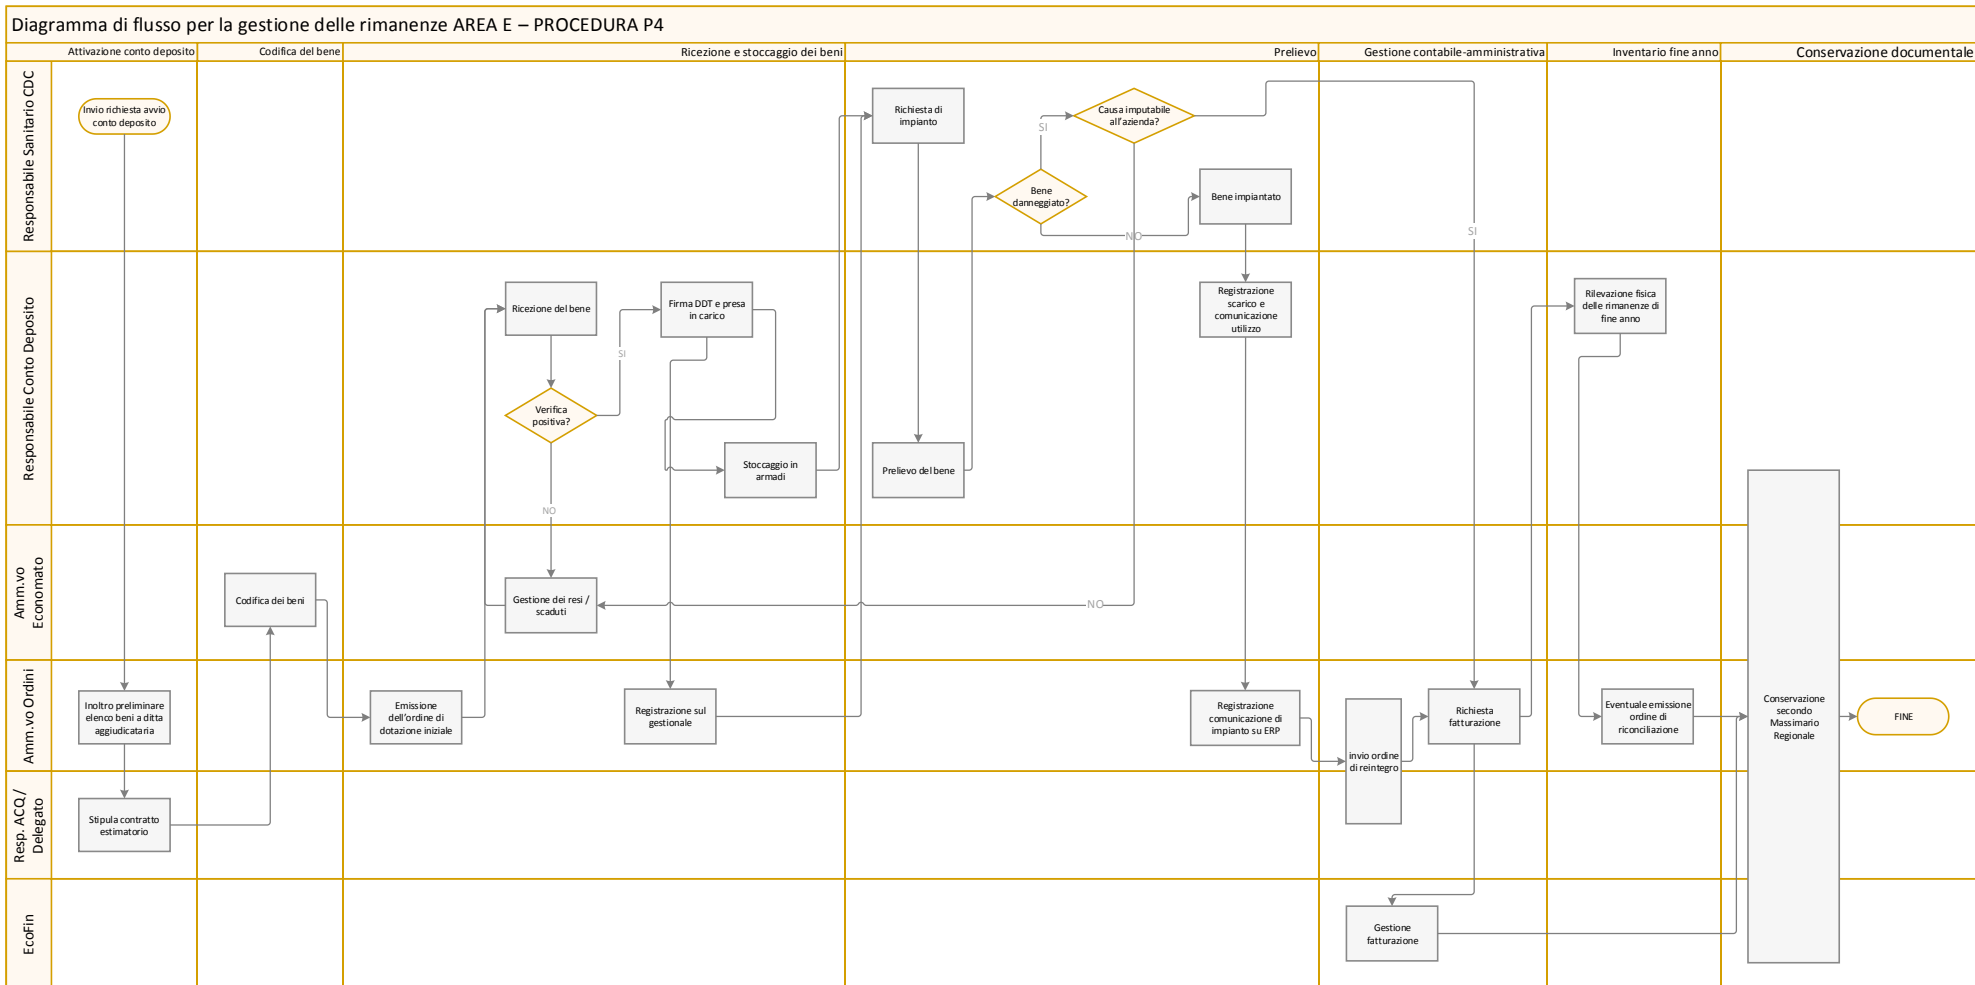 Diagramma di flusso per la gestione delle rimanenze AREA E – PROCEDURA P4
Attivazione conto deposito
Codifica del bene
Ricezione e stoccaggio dei beni
Prelievo
Gestione contabile-amministrativa
Inventario fine anno
Conservazione documentale
Responsabile Sanitario CDC
Invio richiesta avvio
conto deposito
Richiesta di
impianto
Causa imputabile
all'azienda?
SI
Bene
danneggiato?
Bene impiantato
NO
SI
Responsabile Conto Deposito
Ricezione del bene
Firma DDT e presa
in carico
SI
Verifica
positiva?
NO
Stoccaggio in
armadi
Prelievo del bene
Registrazione
scarico e
comunicazione
utilizzo
Rilevazione fisica
delle rimanenze di
fine anno
Amm.vo
Economato
Codifica dei beni
Gestione dei resi /
scaduti
NO
Amm.vo Ordini
Inoltro preliminare
elenco beni a ditta
aggiudicataria
Emissione
dell'ordine di
dotazione iniziale
Registrazione sul
gestionale
Registrazione
comunicazione di
impianto su ERP
invio ordine
di reintegro
Richiesta
fatturazione
Eventuale emissione
ordine di
riconciliazione
Conservazione
secondo
Massimario
Regionale
FINE
Resp. ACQ/
Delegato
Stipula contratto
estimatorio
EcoFin
Gestione
fatturazione